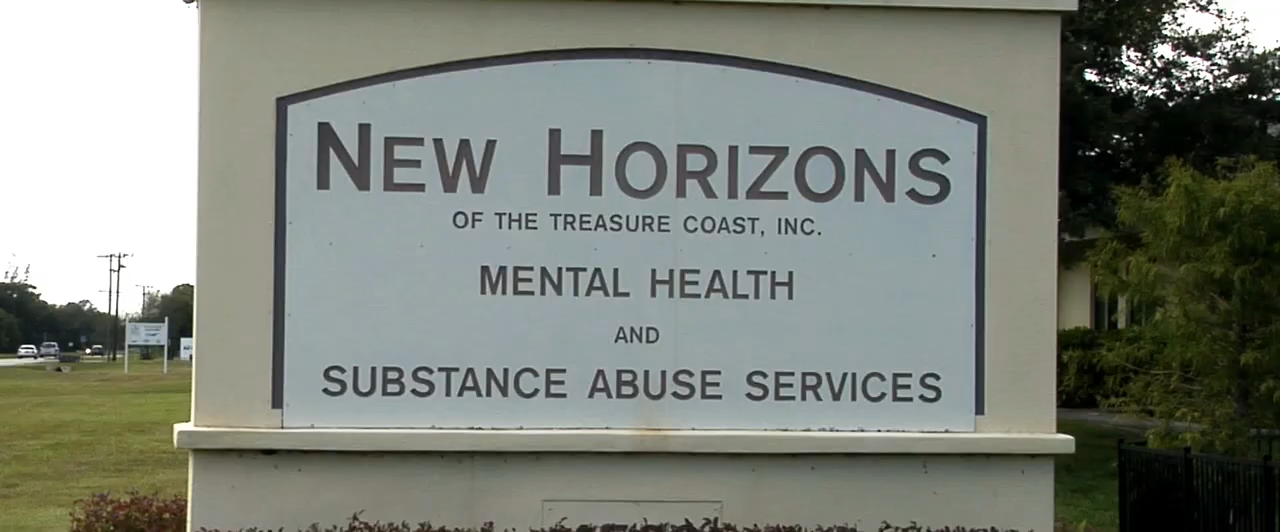 NEW HORIZONS
OF THE TREASURE COAST, INC.
MENTAL HEALTH
AND
SUBSTANCE ABUSE SERVICES